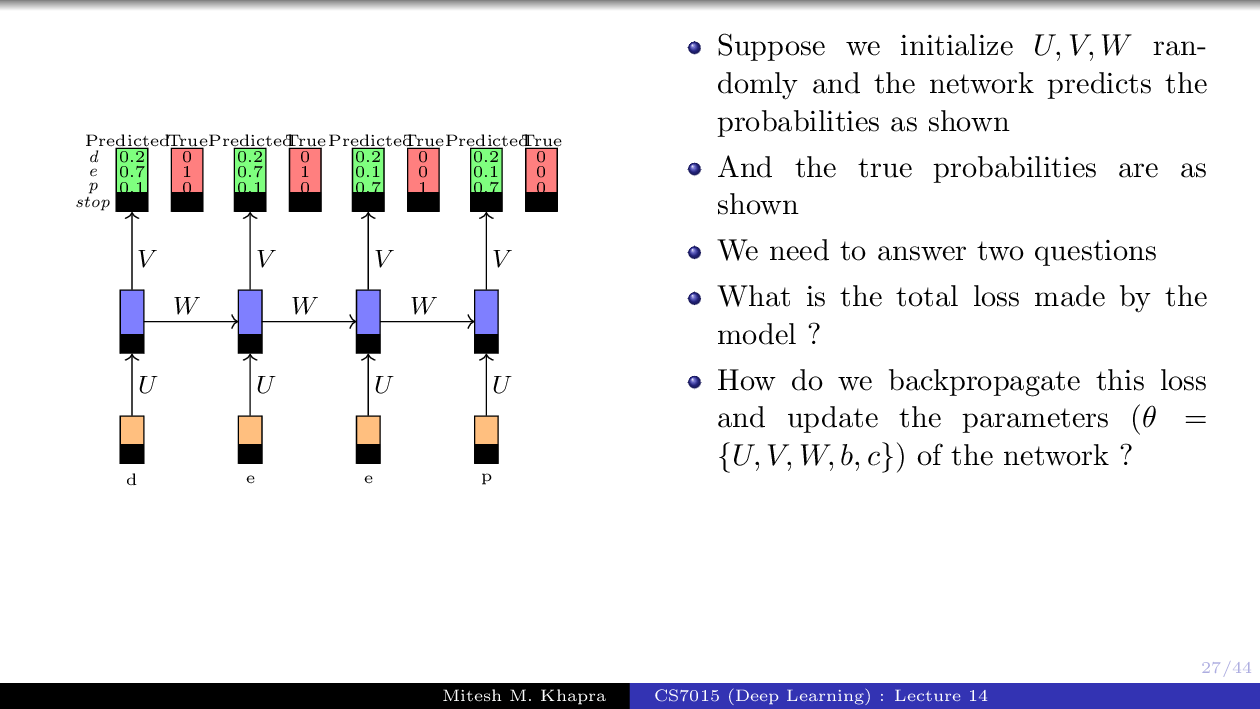 Suppose we initialize U, V, W ran-
domly and the network predicts the
probabilities as shown
And the true probabilities are as
shown
We need to answer two questions
What is the total loss made by the
model ?
How do we backpropagate this loss
and update the parameters (θ =
{U, V, W, b, c}) of the network ?
Predicted True Predicted True Predicted True Predicted True
d 0.2 0 0.2 0 0.2 0 0.2 0
e 0.7 1 0.7 1 0.1 0 0.1 0
p 0.1 0 0.1 0 0.7 1 0.7 0
stop
V V V V
W W W
U U U U
d e e p
27/44
Mitesh M. Khapra CS7015 (Deep Learning) : Lecture 14